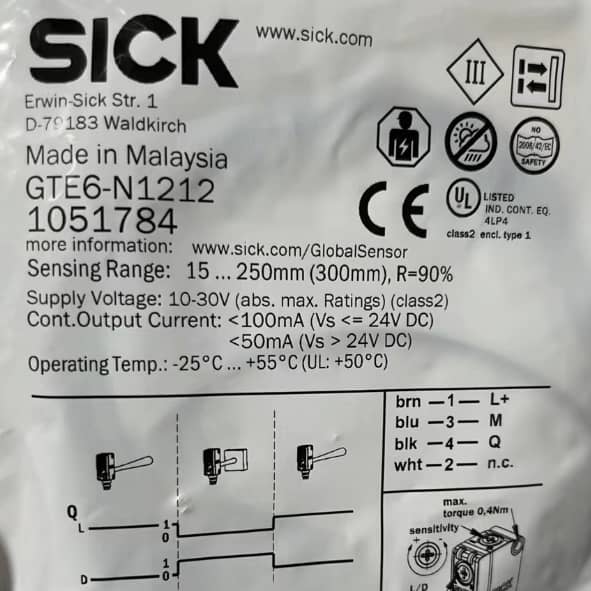 SICK www.sick.com
Erwin-Sick Str. 1
D-79183 Waldkirch
III
Made in Malaysia
NO
2006/42/EC
SAFETY
GTE6-N1212
1051784
CE
UL LISTED
IND. CONT. EQ.
4LP4
class2 encl. type 1
more information: www.sick.com/GlobalSensor
Sensing Range: 15 ... 250mm (300mm), R=90%
Supply Voltage: 10-30V (abs. max. Ratings) (class2)
Cont.Output Current: <100mA (Vs <= 24V DC)
<50mA (Vs > 24V DC)
Operating Temp.: -25°C ... +55°C (UL: +50°C)
brn —1— L+
blu —3— M
blk —4— Q
wht —2— n.c.
Q
L 1
0
D 1
0
max.
torque 0,4Nm
sensitivity
L/D
SICK